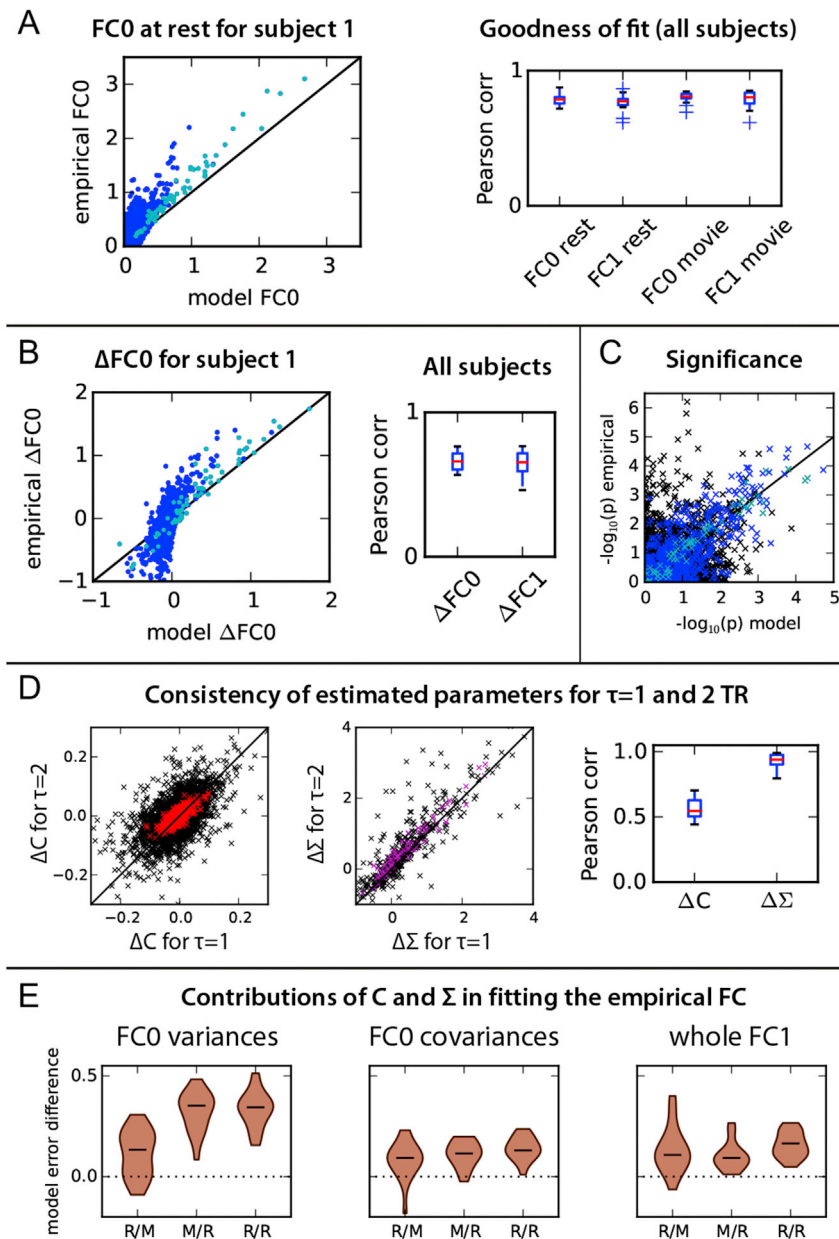 A
FC0 at rest for subject 1
Goodness of fit (all subjects)
empirical FC0
3
2
1
0
0 1 2 3
model FC0
Pearson corr
1
0
FC0 rest
FC1 rest
FC0 movie
FC1 movie
B
ΔFC0 for subject 1
All subjects
empirical ΔFC0
2
1
0
−1
−1 0 1 2
model ΔFC0
Pearson corr
1
0
ΔFC0
ΔFC1
C
Significance
-log10(p) empirical
6
5
4
3
2
1
0
0 1 2 3 4 5
-log10(p) model
D
Consistency of estimated parameters for τ=1 and 2 TR
ΔC for τ=2
0.2
0.0
−0.2
−0.2 0.0 0.2
ΔC for τ=1
ΔΣ for τ=2
4
2
0
0 2 4
ΔΣ for τ=1
Pearson corr
1.0
0.5
0.0
ΔC ΔΣ
E
Contributions of C and Σ in fitting the empirical FC
FC0 variances
FC0 covariances
whole FC1
model error difference
0.5
0.0
R/M M/R R/R
R/M M/R R/R
R/M M/R R/R